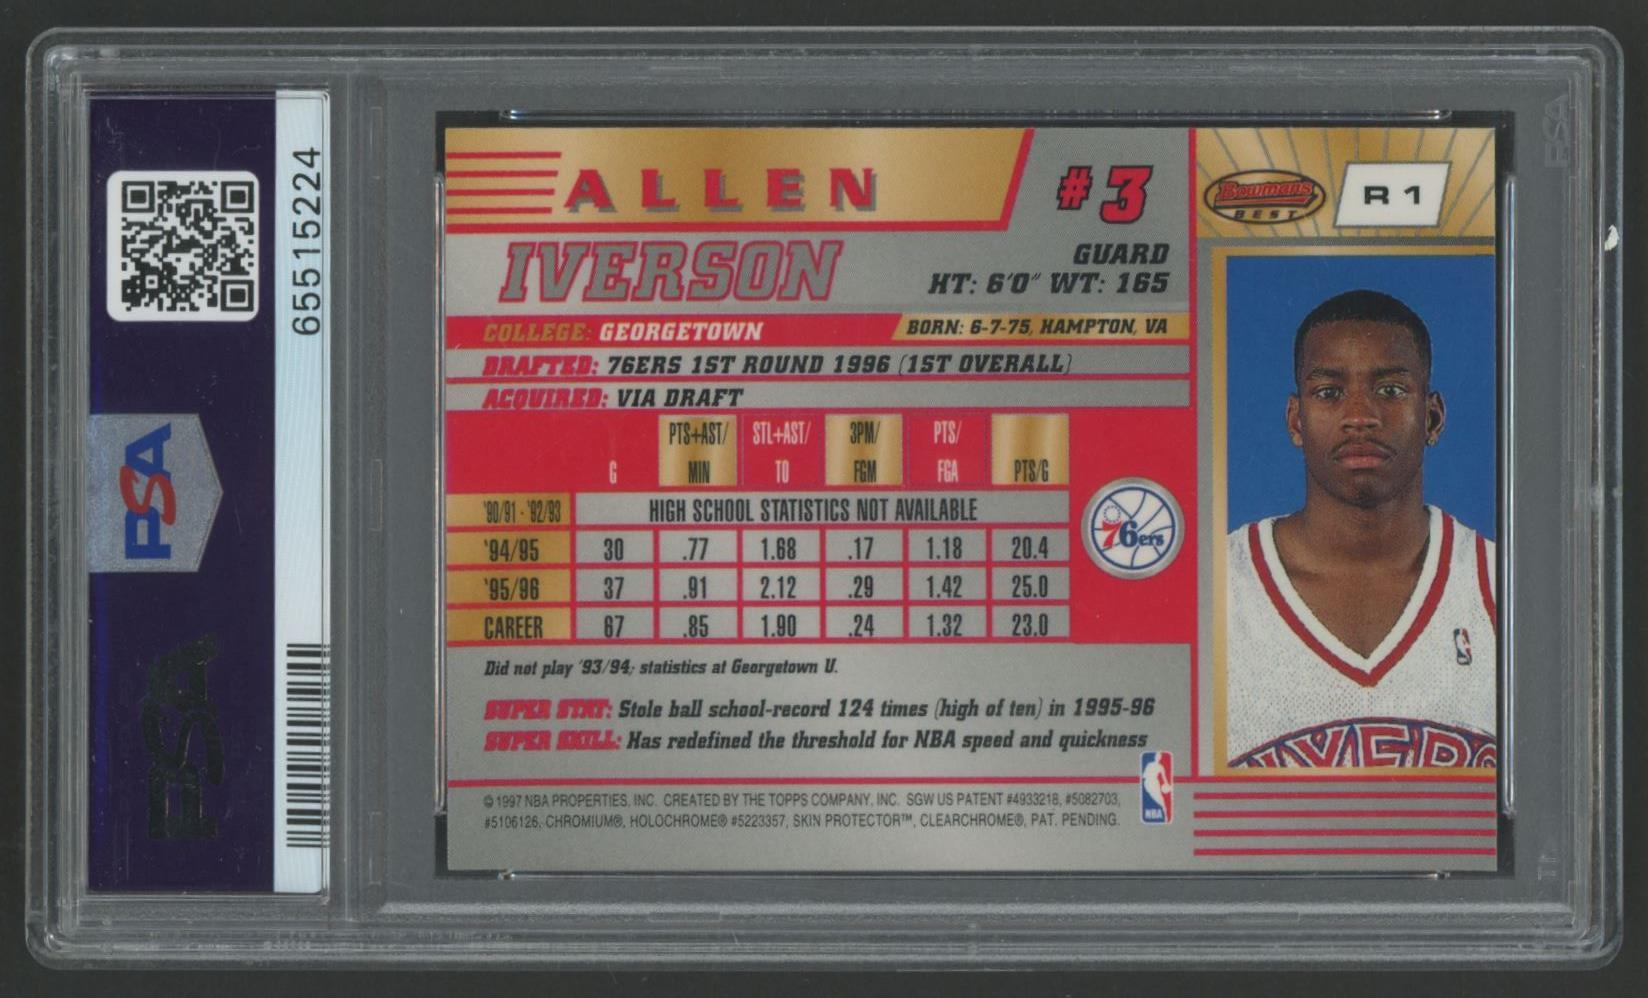 65515224
PSA
PSA
ALLEN
#3
IVERSON
GUARD
HT: 6'0" WT: 165
COLLEGE: GEORGETOWN
BORN: 6-7-75, HAMPTON, VA
DRAFTED: 76ERS 1ST ROUND 1996 (1ST OVERALL)
ACQUIRED: VIA DRAFT
G PTS+AST/MIN STL+AST/TO 3PM/FGM PTS/FGA PTS/G
'90/91 - '92/93 HIGH SCHOOL STATISTICS NOT AVAILABLE
'94/95 30 .77 1.68 .17 1.18 20.4
'95/96 37 .91 2.12 .29 1.42 25.0
CAREER 67 .85 1.90 .24 1.32 23.0
76ers
Did not play '93/94; statistics at Georgetown U.
SUPER STAT: Stole ball school-record 124 times (high of ten) in 1995-96
SUPER SKILL: Has redefined the threshold for NBA speed and quickness
NBA
© 1997 NBA PROPERTIES, INC. CREATED BY THE TOPPS COMPANY, INC. SGW US PATENT #4933218, #5082703,
#5106126, CHROMIUM®, HOLOCHROME® #5223357, SKIN PROTECTOR™, CLEARCHROME®, PAT. PENDING.
Bowman's
BEST
R 1
PSA